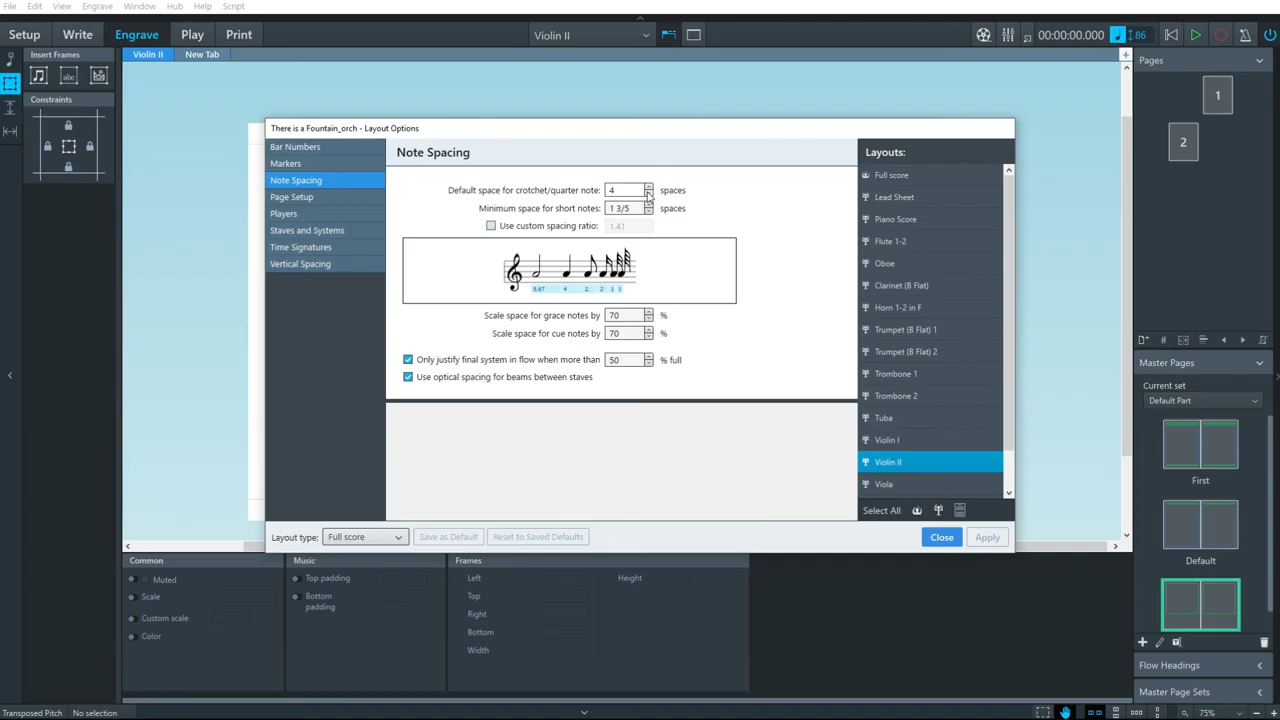 File Edit View Engrave Window Hub Help Script
Setup Write Engrave Play Print Violin II 00:00:00.000 86
Insert Frames Violin II New Tab Pages
abc
Constraints
1
2
There is a Fountain_orch - Layout Options
Bar Numbers
Markers
Note Spacing
Page Setup
Players
Staves and Systems
Time Signatures
Vertical Spacing
Note Spacing
Default space for crotchet/quarter note: 4 spaces
Minimum space for short notes: 1 3/5 spaces
Use custom spacing ratio: 1.41
Scale space for grace notes by 70 %
Scale space for cue notes by 70 %
Only justify final system in flow when more than 50 % full
Use optical spacing for beams between staves
Layouts:
Full score
Lead Sheet
Piano Score
Flute 1-2
Oboe
Clarinet (B Flat)
Horn 1-2 in F
Trumpet (B Flat) 1
Trumpet (B Flat) 2
Trombone 1
Trombone 2
Tuba
Violin I
Violin II
Viola
Select All
Layout type: Full score Save as Default Reset to Saved Defaults Close Apply
Master Pages
Current set
Default Part
First
Default
Flow Headings
Master Page Sets
Common
Muted
Scale
Custom scale
Color
Music
Top padding
Bottom
padding
Frames
Left Height
Top
Right
Bottom
Width
Transposed Pitch No selection 75%